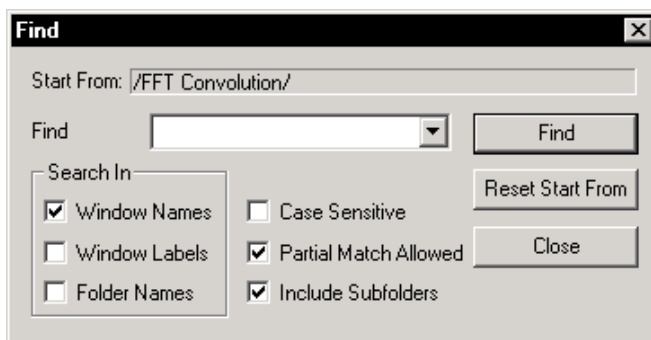 Find
Start From: /FFT Convolution/
Find
Find
Search In
Reset Start From
Window Names
Case Sensitive
Window Labels
Partial Match Allowed
Close
Folder Names
Include Subfolders